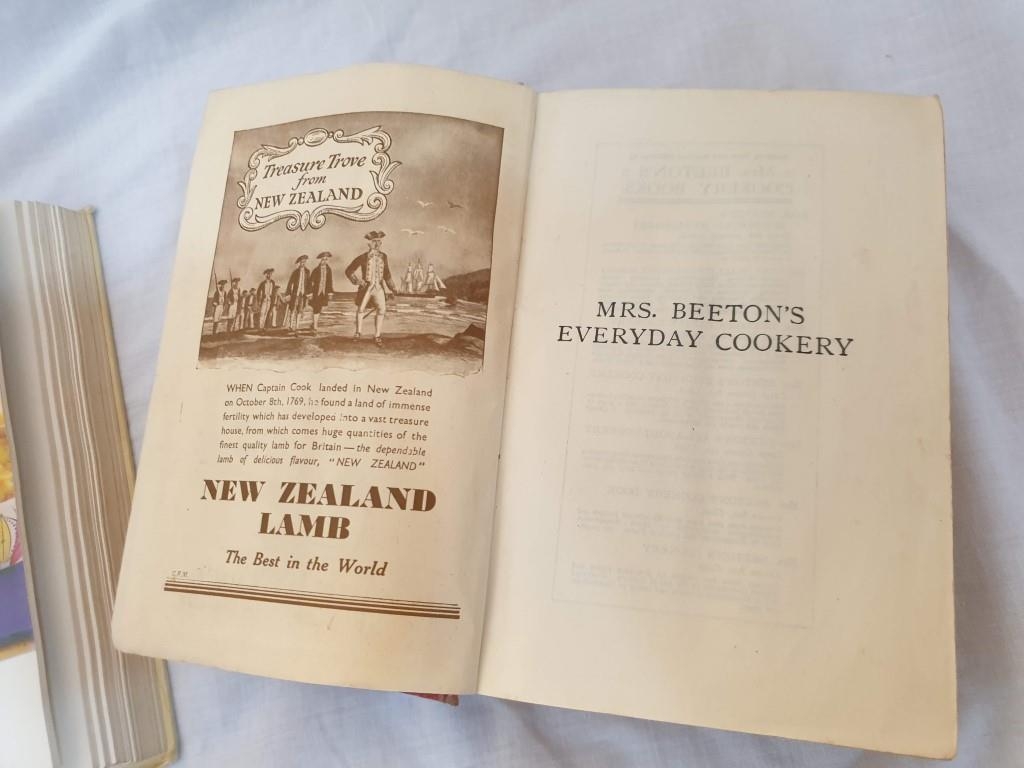 Treasure Trove
from
NEW ZEALAND
WHEN Captain Cook landed in New Zealand
on October 8th, 1769, he found a land of immense
fertility which has developed into a vast treasure
house, from which comes huge quantities of the
finest quality lamb for Britain — the dependable
lamb of delicious flavour, "NEW ZEALAND"
NEW ZEALAND
LAMB
The Best in the World
MRS. BEETON'S
EVERYDAY COOKERY